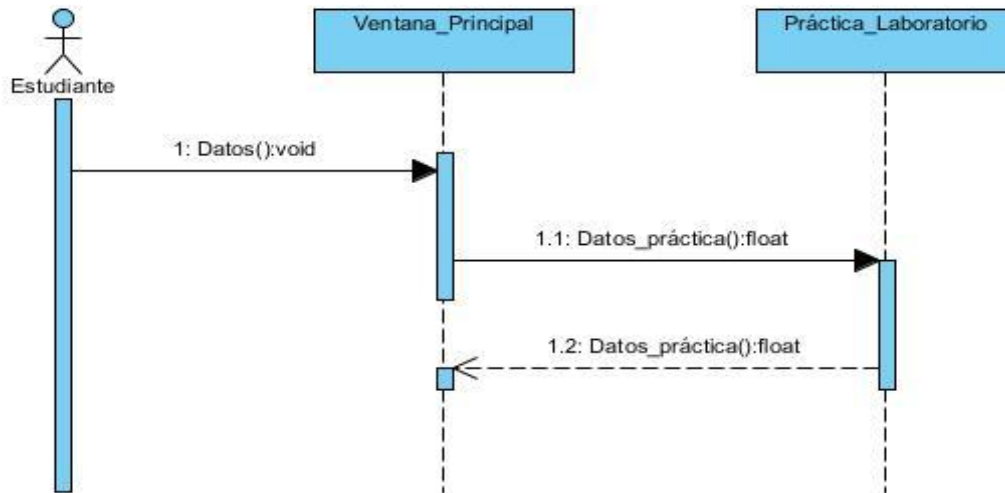 Ventana_Principal
Práctica_Laboratorio
Estudiante
1: Datos():void
1.1: Datos_práctica():float
1.2: Datos_práctica():float